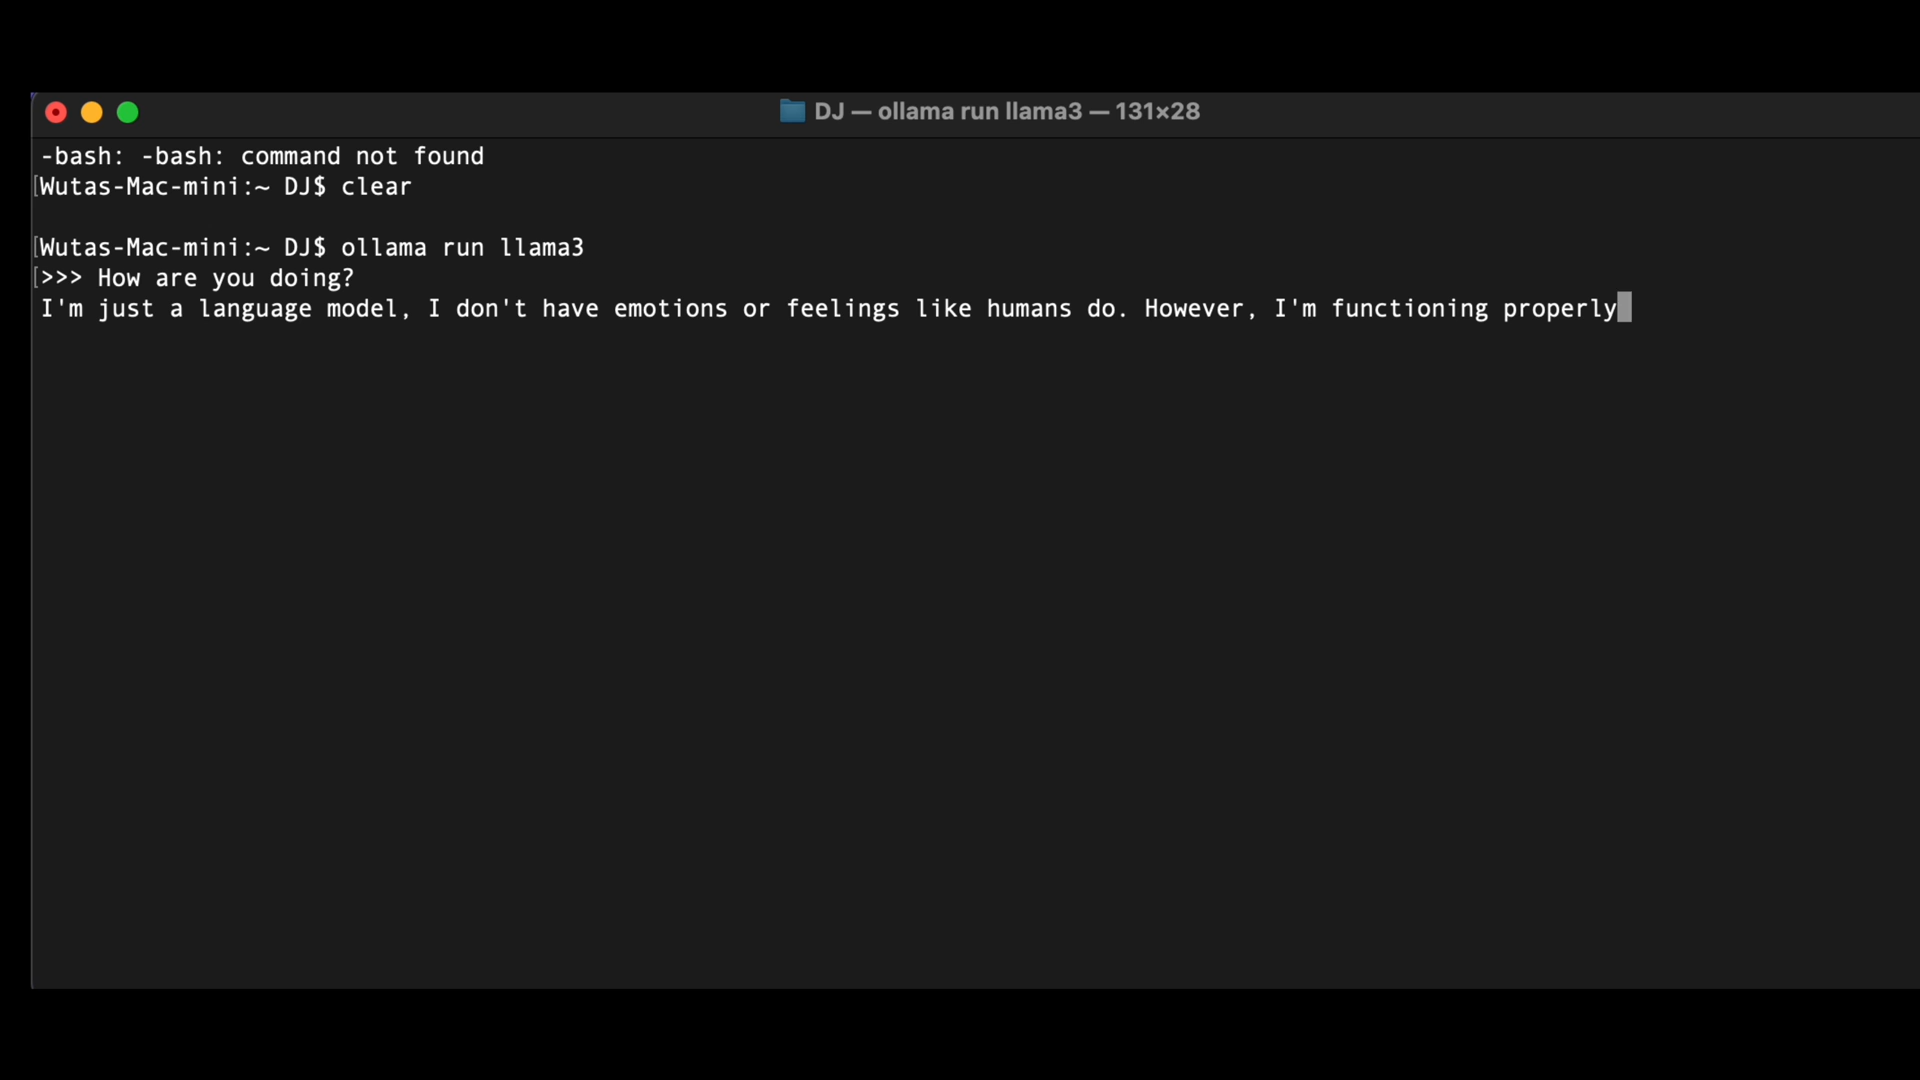 DJ — ollama run llama3 — 131×28
-bash: -bash: command not found
[Wutas-Mac-mini:~ DJ$ clear
[Wutas-Mac-mini:~ DJ$ ollama run llama3
[>>> How are you doing?
I'm just a language model, I don't have emotions or feelings like humans do. However, I'm functioning properly